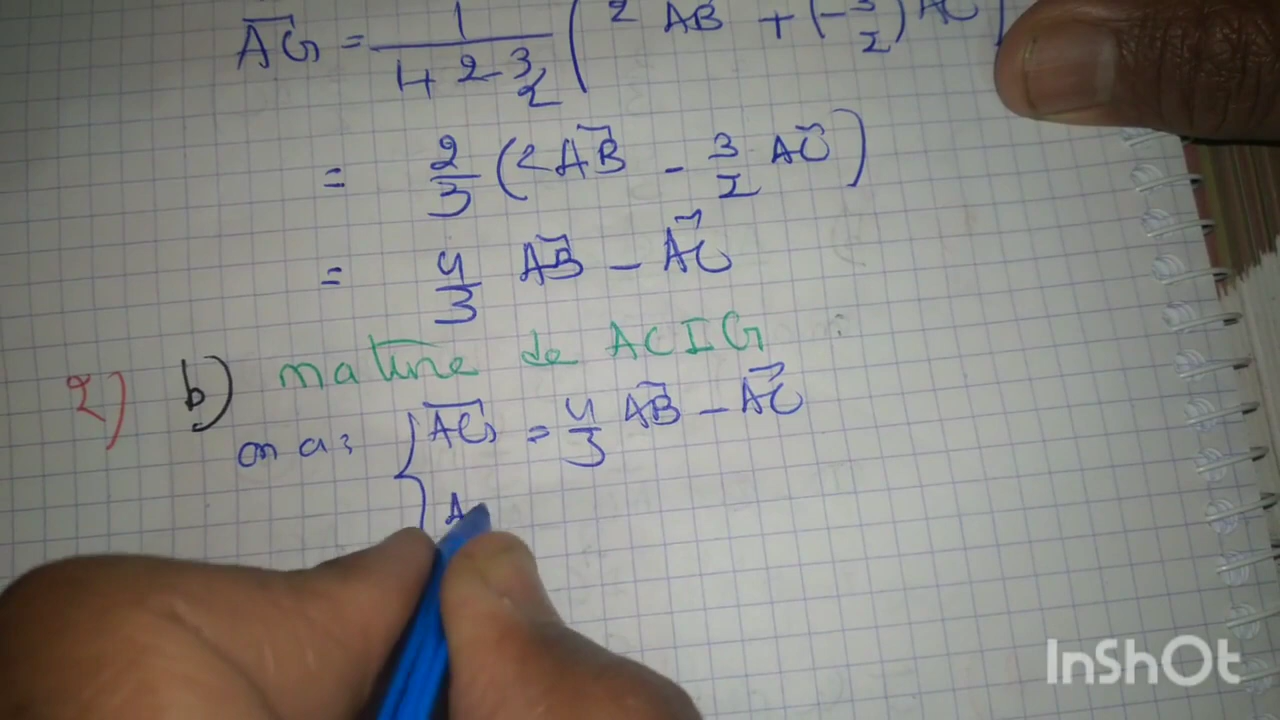 AG = 1 / (1 + 2 - 3/2) ( 2 AB + (-3/2) AC )
= 2/3 (2AB - 3/2 AC)
= 4/3 AB - AC
2) b) nature de ACIG :
on a : { AG = 4/3 AB - AC
A
InShOt